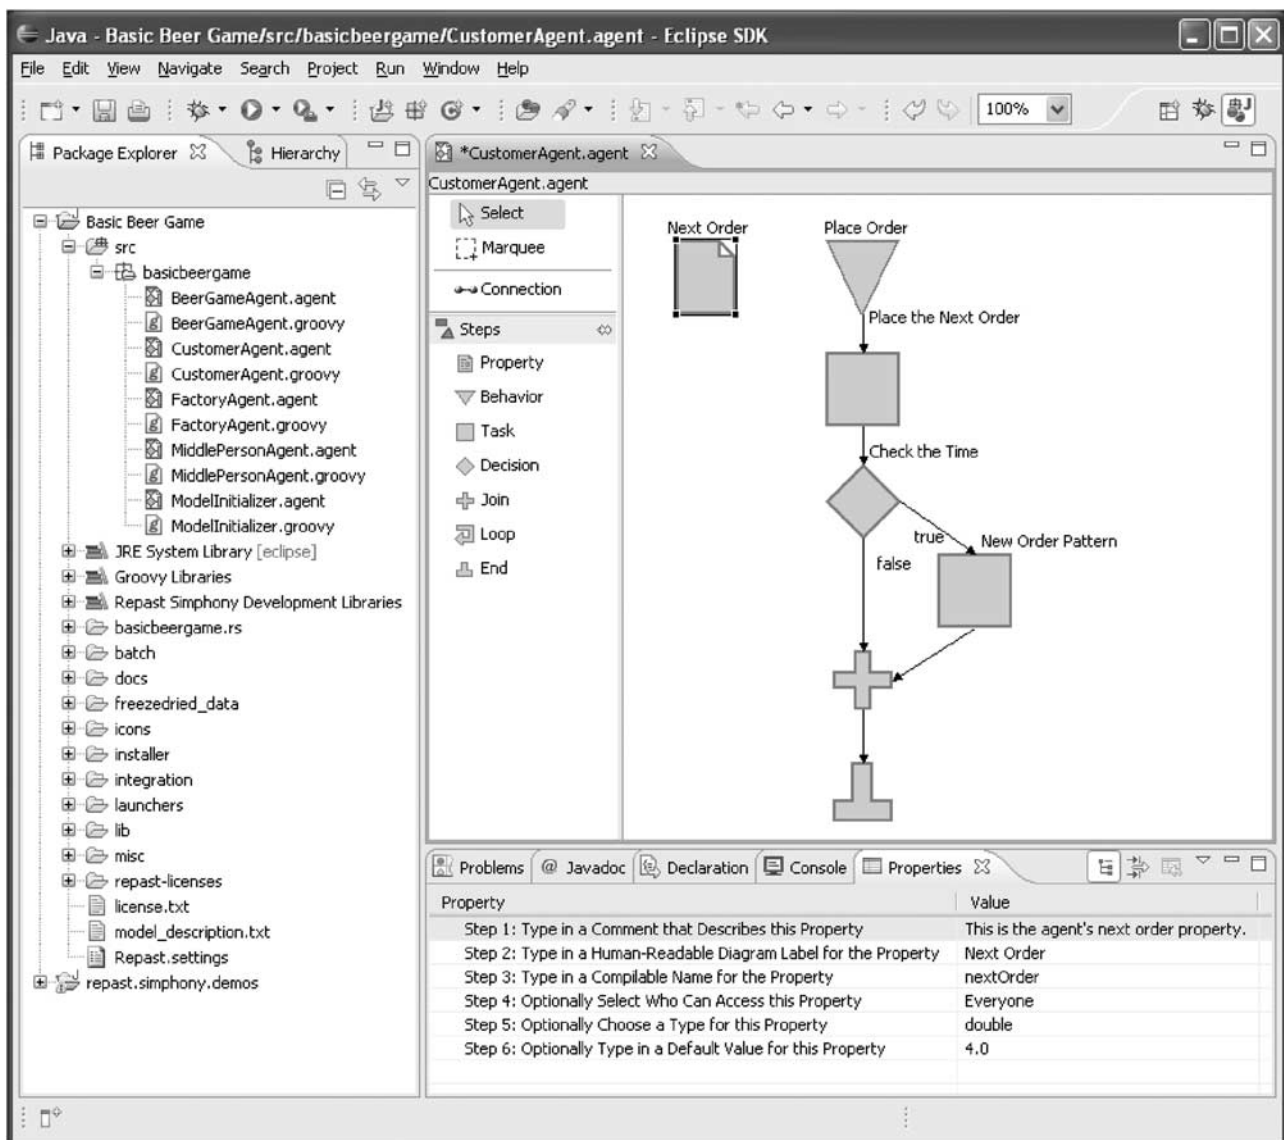 Java - Basic Beer Game/src/basicbeergame/CustomerAgent.agent - Eclipse SDK
File Edit View Navigate Search Project Run Window Help
100%
Package Explorer Hierarchy
Basic Beer Game
src
basicbeergame
BeerGameAgent.agent
BeerGameAgent.groovy
CustomerAgent.agent
CustomerAgent.groovy
FactoryAgent.agent
FactoryAgent.groovy
MiddlePersonAgent.agent
MiddlePersonAgent.groovy
ModelInitializer.agent
ModelInitializer.groovy
JRE System Library [eclipse]
Groovy Libraries
Repast Simphony Development Libraries
basicbeergame.rs
batch
docs
freezedried_data
icons
installer
integration
launchers
lib
misc
repast-licenses
license.txt
model_description.txt
Repast.settings
repast.simphony.demos
*CustomerAgent.agent
CustomerAgent.agent
Select
Marquee
Connection
Steps
Property
Behavior
Task
Decision
Join
Loop
End
Next Order
Place Order
Place the Next Order
Check the Time
true
New Order Pattern
false
Problems @ Javadoc Declaration Console Properties
Property Value
Step 1: Type in a Comment that Describes this Property This is the agent's next order property.
Step 2: Type in a Human-Readable Diagram Label for the Property Next Order
Step 3: Type in a Compilable Name for the Property nextOrder
Step 4: Optionally Select Who Can Access this Property Everyone
Step 5: Optionally Choose a Type for this Property double
Step 6: Optionally Type in a Default Value for this Property 4.0